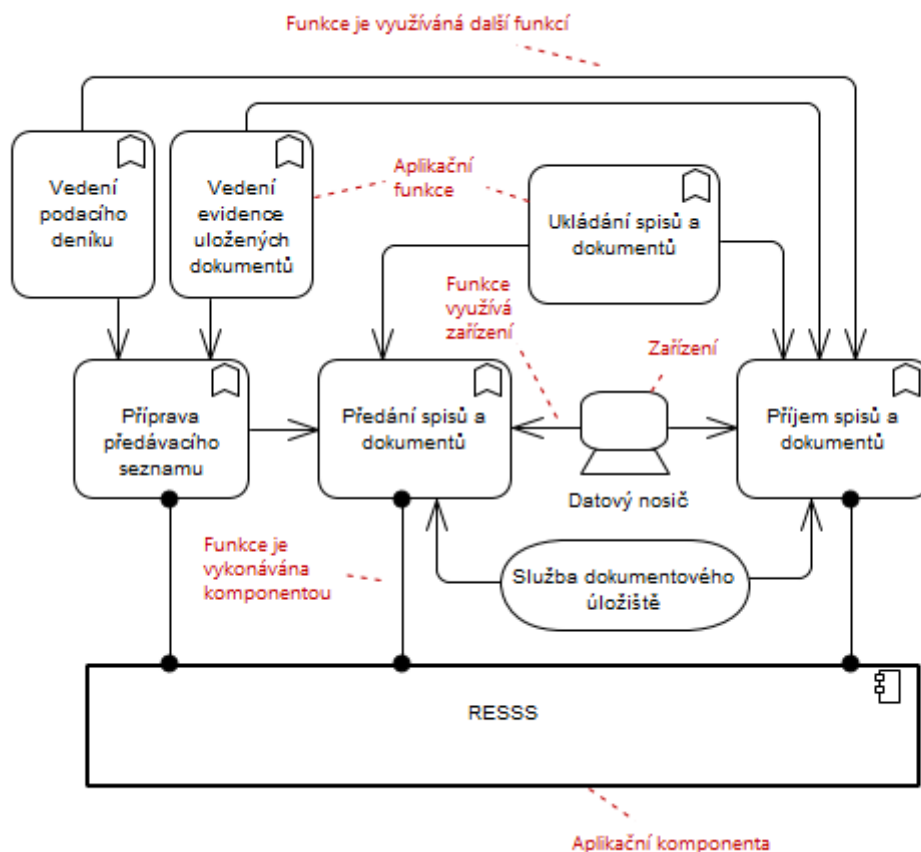 Funkce je využíváná další funkcí
Vedení
podacího
deníku
Vedení
evidence
uložených
dokumentů
Aplikační
funkce
Ukládání spisů a
dokumentů
Funkce
využívá
zařízení
Zařízení
Příprava
předávacího
seznamu
Předání spisů a
dokumentů
Datový nosič
Příjem spisů a
dokumentů
Funkce je
vykonávána
komponentou
Služba dokumentového
úložiště
RESSS
Aplikační komponenta